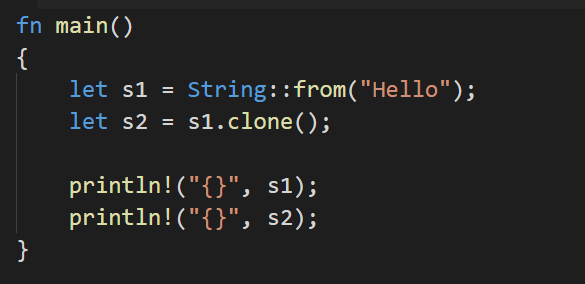 fn main()
{
    let s1 = String::from("Hello");
    let s2 = s1.clone();

    println!("{}", s1);
    println!("{}", s2);
}